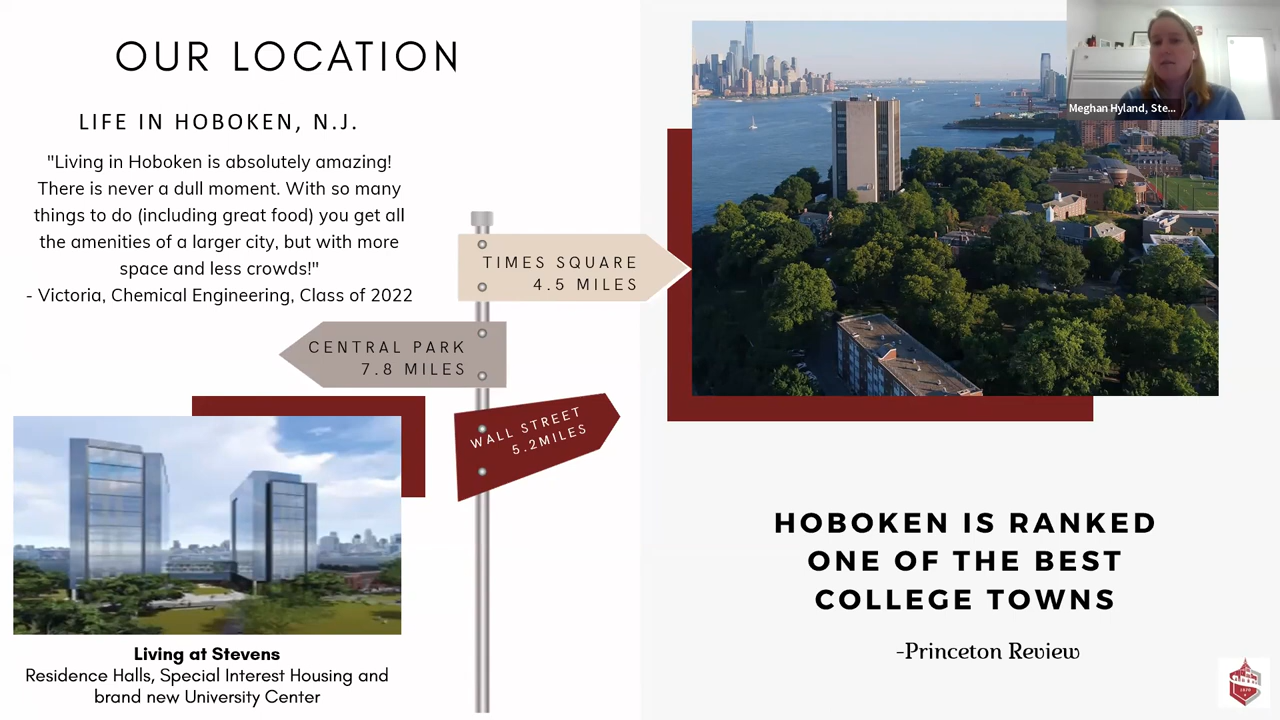 OUR LOCATION
LIFE IN HOBOKEN, N.J.
"Living in Hoboken is absolutely amazing!
There is never a dull moment. With so many
things to do (including great food) you get all
the amenities of a larger city, but with more
space and less crowds!"
- Victoria, Chemical Engineering, Class of 2022
TIMES SQUARE
4.5 MILES
CENTRAL PARK
7.8 MILES
WALL STREET
5.2MILES
Living at Stevens
Residence Halls, Special Interest Housing and
brand new University Center
Meghan Hyland, Ste...
HOBOKEN IS RANKED
ONE OF THE BEST
COLLEGE TOWNS
-Princeton Review
1870